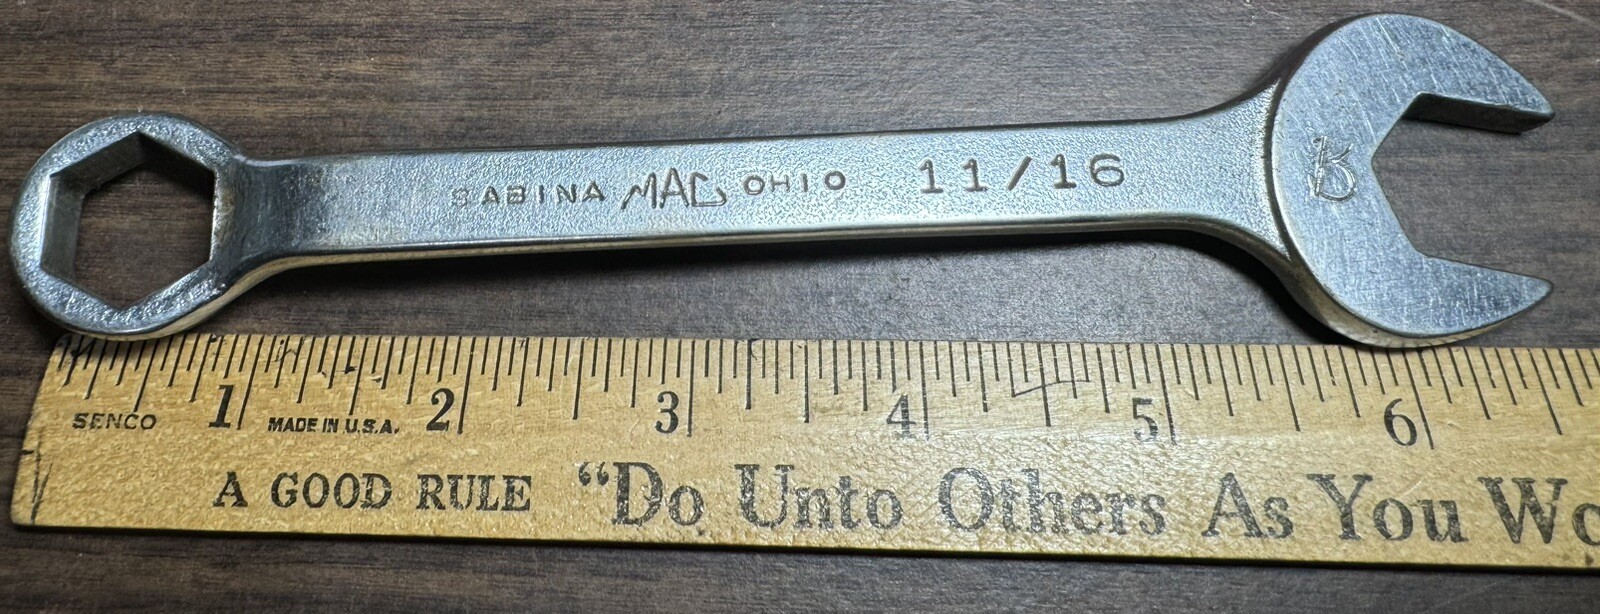 SABINA MAC OHIO 11/16
1 2 3 4 5 6
SENCO MADE IN U.S.A.
A GOOD RULE "Do Unto Others As You Wo